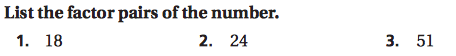 List the factor pairs of the number.
1. 18 2. 24 3. 51